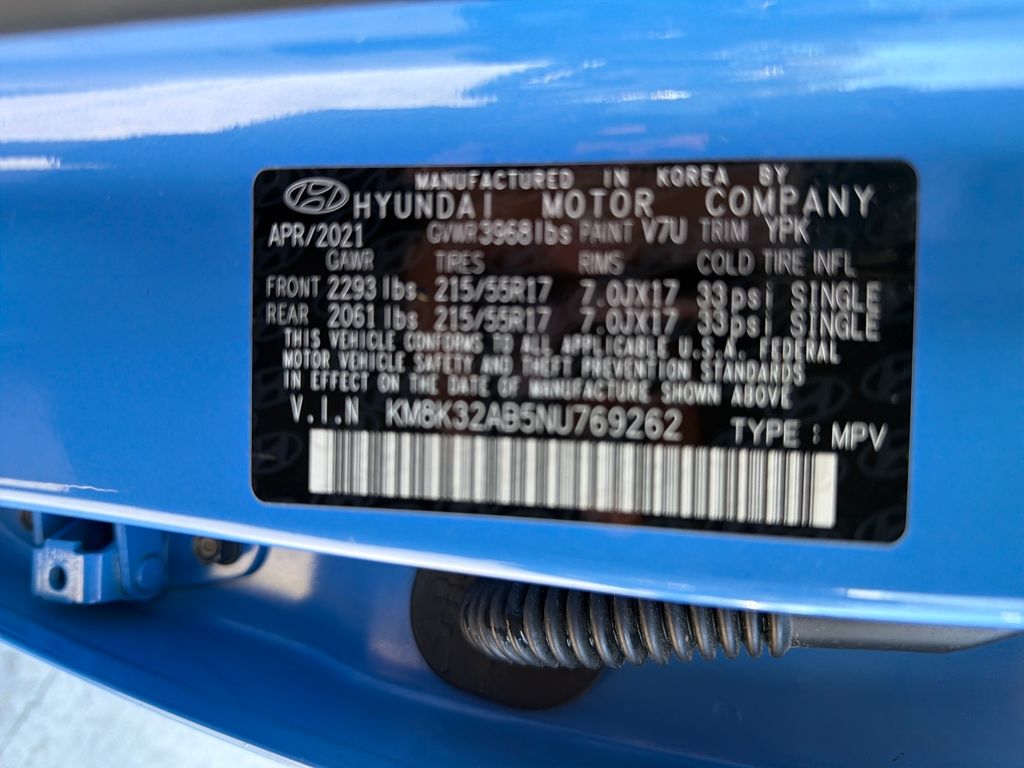 MANUFACTURED IN KOREA BY
HYUNDAI MOTOR COMPANY
APR/2021 GVWR 3968lbs PAINT V7U TRIM YPK
GAWR TIRES RIMS COLD TIRE INFL
FRONT 2293 lbs 215/55R17 7.0JX17 33psi SINGLE
REAR 2061 lbs 215/55R17 7.0JX17 33psi SINGLE
THIS VEHICLE CONFORMS TO ALL APPLICABLE U.S.A. FEDERAL
MOTOR VEHICLE SAFETY AND THEFT PREVENTION STANDARDS
IN EFFECT ON THE DATE OF MANUFACTURE SHOWN ABOVE
V.I.N KM8K32AB5NU769262 TYPE : MPV